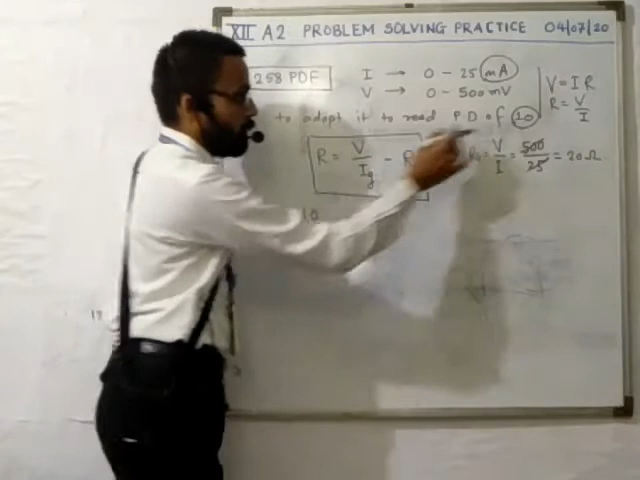 XII A2 PROBLEM SOLVING PRACTICE 04/07/20
258 PDF
I → 0 - 25 mA
V → 0 - 500 mV
V = I R
R = V/I
to adopt it to read P D of 10
R = V/Ig - R
= V/I = 500/25 = 20 Ω
10